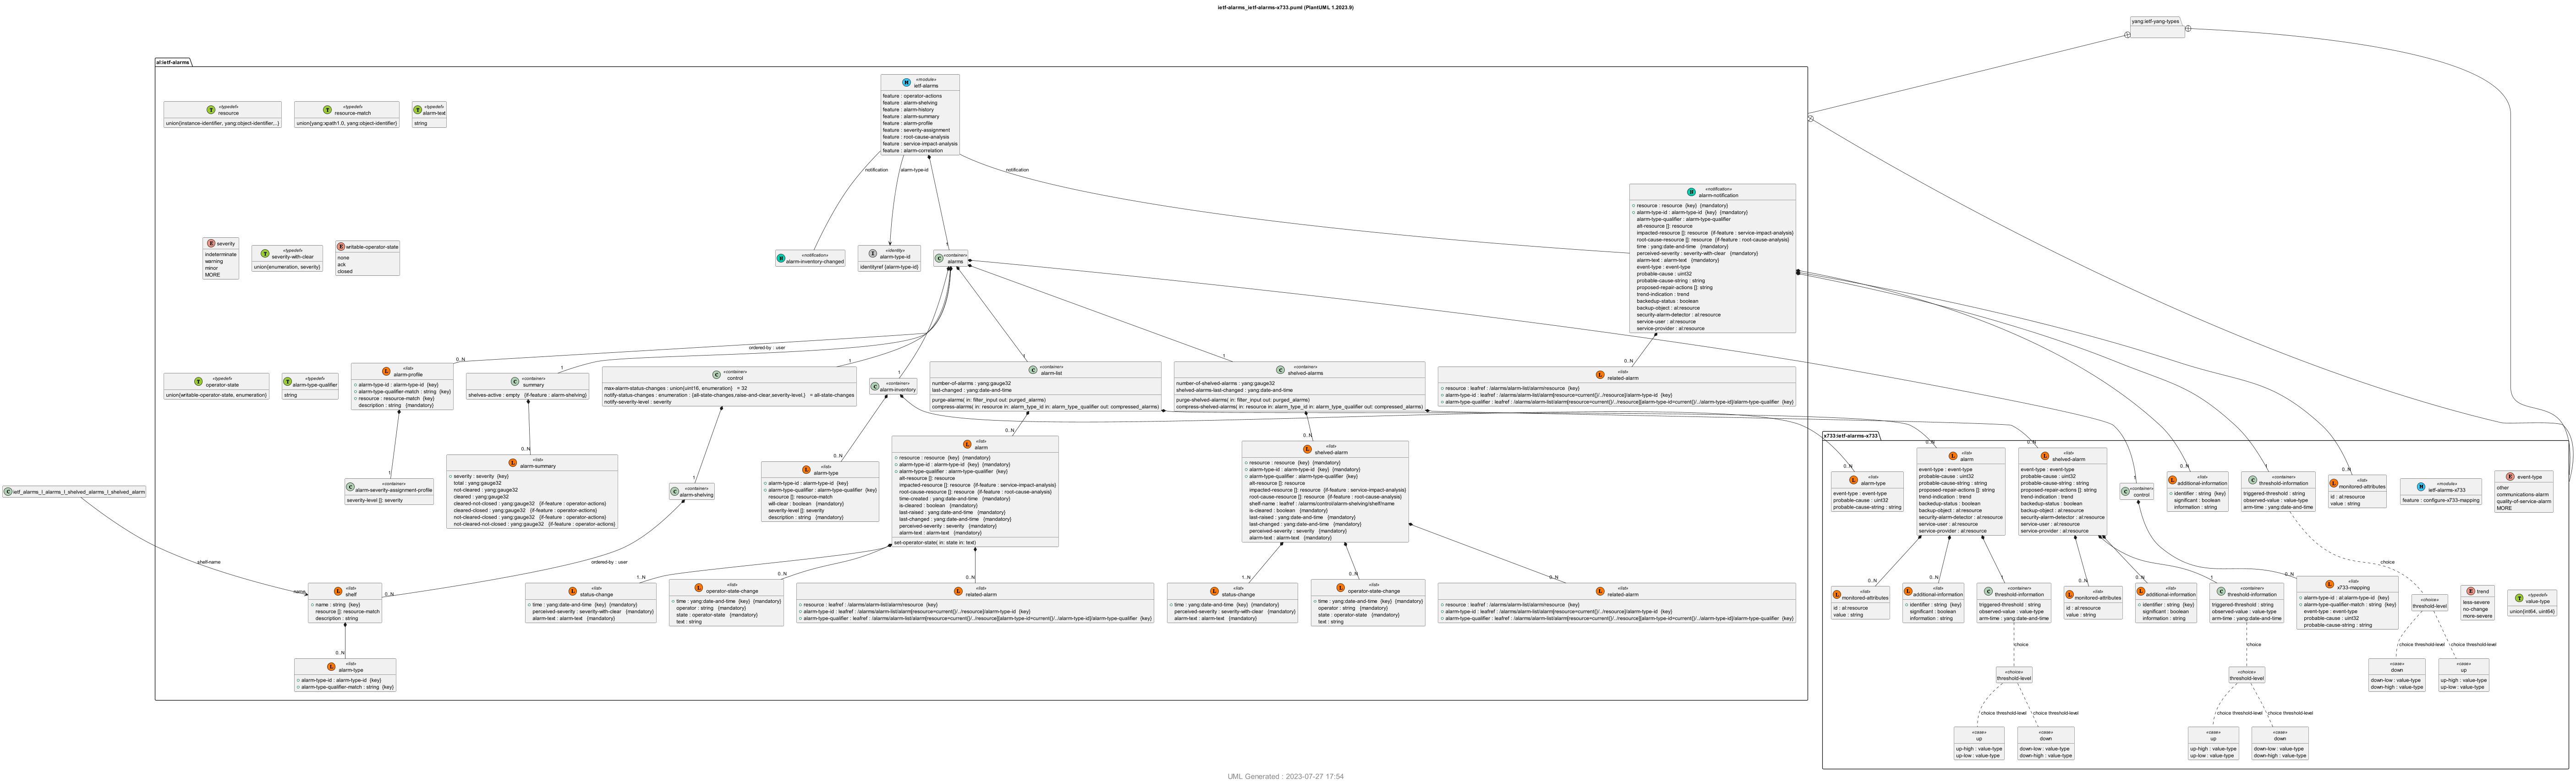 ietf-alarms_ietf-alarms-x733.puml (PlantUML 1.2023.9)
yang:ietf-yang-types
al:ietf-alarms
«module»
ietf-alarms
feature : operator-actions
feature : alarm-shelving
feature : alarm-history
feature : alarm-summary
feature : alarm-profile
feature : severity-assignment
feature : root-cause-analysis
feature : service-impact-analysis
feature : alarm-correlation
«typedef»
resource
union{instance-identifier, yang:object-identifier,..}
«typedef»
resource-match
union{yang:xpath1.0, yang:object-identifier}
«typedef»
alarm-text
string
notification
alarm-type-id
notification
«notification»
alarm-notification
resource : resource {key} {mandatory}
alarm-type-id : alarm-type-id {key} {mandatory}
alarm-type-qualifier : alarm-type-qualifier
alt-resource []: resource
impacted-resource []: resource {if-feature : service-impact-analysis}
root-cause-resource []: resource {if-feature : root-cause-analysis}
time : yang:date-and-time {mandatory}
perceived-severity : severity-with-clear {mandatory}
alarm-text : alarm-text {mandatory}
event-type : event-type
probable-cause : uint32
probable-cause-string : string
proposed-repair-actions []: string
trend-indication : trend
backedup-status : boolean
backup-object : al:resource
security-alarm-detector : al:resource
service-user : al:resource
service-provider : al:resource
severity
indeterminate
warning
minor
MORE
«typedef»
severity-with-clear
union{enumeration, severity}
writable-operator-state
none
ack
closed
«notification»
alarm-inventory-changed
«identity»
alarm-type-id
identityref {alarm-type-id}
1
«container»
alarms
ordered-by : user
«typedef»
operator-state
union{writable-operator-state, enumeration}
«typedef»
alarm-type-qualifier
string
0..N
«list»
alarm-profile
alarm-type-id : alarm-type-id {key}
alarm-type-qualifier-match : string {key}
resource : resource-match {key}
description : string {mandatory}
1
«container»
summary
shelves-active : empty {if-feature : alarm-shelving}
1
«container»
control
max-alarm-status-changes : union{uint16, enumeration} = 32
notify-status-changes : enumeration : {all-state-changes,raise-and-clear,severity-level,} = all-state-changes
notify-severity-level : severity
1
«container»
alarm-inventory
1
«container»
alarm-list
number-of-alarms : yang:gauge32
last-changed : yang:date-and-time
purge-alarms( in: filter_input out: purged_alarms)
compress-alarms( in: resource in: alarm_type_id in: alarm_type_qualifier out: compressed_alarms)
1
«container»
shelved-alarms
number-of-shelved-alarms : yang:gauge32
shelved-alarms-last-changed : yang:date-and-time
purge-shelved-alarms( in: filter_input out: purged_alarms)
compress-shelved-alarms( in: resource in: alarm_type_id in: alarm_type_qualifier out: compressed_alarms)
0..N
«list»
related-alarm
resource : leafref : /alarms/alarm-list/alarm/resource {key}
alarm-type-id : leafref : /alarms/alarm-list/alarm[resource=current()/../resource]/alarm-type-id {key}
alarm-type-qualifier : leafref : /alarms/alarm-list/alarm[resource=current()/../resource][alarm-type-id=current()/../alarm-type-id]/alarm-type-qualifier {key}
1
«container»
alarm-severity-assignment-profile
severity-level []: severity
0..N
«list»
alarm-summary
severity : severity {key}
total : yang:gauge32
not-cleared : yang:gauge32
cleared : yang:gauge32
cleared-not-closed : yang:gauge32 {if-feature : operator-actions}
cleared-closed : yang:gauge32 {if-feature : operator-actions}
not-cleared-closed : yang:gauge32 {if-feature : operator-actions}
not-cleared-not-closed : yang:gauge32 {if-feature : operator-actions}
1
«container»
alarm-shelving
0..N
«list»
alarm-type
alarm-type-id : alarm-type-id {key}
alarm-type-qualifier : alarm-type-qualifier {key}
resource []: resource-match
will-clear : boolean {mandatory}
severity-level []: severity
description : string {mandatory}
0..N
«list»
alarm
resource : resource {key} {mandatory}
alarm-type-id : alarm-type-id {key} {mandatory}
alarm-type-qualifier : alarm-type-qualifier {key}
alt-resource []: resource
impacted-resource []: resource {if-feature : service-impact-analysis}
root-cause-resource []: resource {if-feature : root-cause-analysis}
time-created : yang:date-and-time {mandatory}
is-cleared : boolean {mandatory}
last-raised : yang:date-and-time {mandatory}
last-changed : yang:date-and-time {mandatory}
perceived-severity : severity {mandatory}
alarm-text : alarm-text {mandatory}
set-operator-state( in: state in: text)
0..N
«list»
shelved-alarm
resource : resource {key} {mandatory}
alarm-type-id : alarm-type-id {key} {mandatory}
alarm-type-qualifier : alarm-type-qualifier {key}
alt-resource []: resource
impacted-resource []: resource {if-feature : service-impact-analysis}
root-cause-resource []: resource {if-feature : root-cause-analysis}
shelf-name : leafref : /alarms/control/alarm-shelving/shelf/name
is-cleared : boolean {mandatory}
last-raised : yang:date-and-time {mandatory}
last-changed : yang:date-and-time {mandatory}
perceived-severity : severity {mandatory}
alarm-text : alarm-text {mandatory}
ietf_alarms_I_alarms_I_shelved_alarms_I_shelved_alarm
shelf-name
name
ordered-by : user
0..N
«list»
shelf
name : string {key}
resource []: resource-match
description : string
1..N
«list»
status-change
time : yang:date-and-time {key} {mandatory}
perceived-severity : severity-with-clear {mandatory}
alarm-text : alarm-text {mandatory}
0..N
«list»
operator-state-change
time : yang:date-and-time {key} {mandatory}
operator : string {mandatory}
state : operator-state {mandatory}
text : string
0..N
«list»
related-alarm
resource : leafref : /alarms/alarm-list/alarm/resource {key}
alarm-type-id : leafref : /alarms/alarm-list/alarm[resource=current()/../resource]/alarm-type-id {key}
alarm-type-qualifier : leafref : /alarms/alarm-list/alarm[resource=current()/../resource][alarm-type-id=current()/../alarm-type-id]/alarm-type-qualifier {key}
1..N
«list»
status-change
time : yang:date-and-time {key} {mandatory}
perceived-severity : severity-with-clear {mandatory}
alarm-text : alarm-text {mandatory}
0..N
«list»
operator-state-change
time : yang:date-and-time {key} {mandatory}
operator : string {mandatory}
state : operator-state {mandatory}
text : string
0..N
«list»
related-alarm
resource : leafref : /alarms/alarm-list/alarm/resource {key}
alarm-type-id : leafref : /alarms/alarm-list/alarm[resource=current()/../resource]/alarm-type-id {key}
alarm-type-qualifier : leafref : /alarms/alarm-list/alarm[resource=current()/../resource][alarm-type-id=current()/../alarm-type-id]/alarm-type-qualifier {key}
0..N
«list»
alarm-type
alarm-type-id : alarm-type-id {key}
alarm-type-qualifier-match : string {key}
x733:ietf-alarms-x733
0..N
«list»
alarm-type
event-type : event-type
probable-cause : uint32
probable-cause-string : string
0..N
«list»
alarm
event-type : event-type
probable-cause : uint32
probable-cause-string : string
proposed-repair-actions []: string
trend-indication : trend
backedup-status : boolean
backup-object : al:resource
security-alarm-detector : al:resource
service-user : al:resource
service-provider : al:resource
0..N
«list»
shelved-alarm
event-type : event-type
probable-cause : uint32
probable-cause-string : string
proposed-repair-actions []: string
trend-indication : trend
backedup-status : boolean
backup-object : al:resource
security-alarm-detector : al:resource
service-user : al:resource
service-provider : al:resource
1
«container»
control
0..N
«list»
additional-information
identifier : string {key}
significant : boolean
information : string
1
«container»
threshold-information
triggered-threshold : string
observed-value : value-type
arm-time : yang:date-and-time
0..N
«list»
monitored-attributes
id : al:resource
value : string
«module»
ietf-alarms-x733
feature : configure-x733-mapping
event-type
other
communications-alarm
quality-of-service-alarm
MORE
choice
0..N
«list»
monitored-attributes
id : al:resource
value : string
0..N
«list»
additional-information
identifier : string {key}
significant : boolean
information : string
1
«container»
threshold-information
triggered-threshold : string
observed-value : value-type
arm-time : yang:date-and-time
0..N
«list»
monitored-attributes
id : al:resource
value : string
0..N
«list»
additional-information
identifier : string {key}
significant : boolean
information : string
1
«container»
threshold-information
triggered-threshold : string
observed-value : value-type
arm-time : yang:date-and-time
0..N
«list»
x733-mapping
alarm-type-id : al:alarm-type-id {key}
alarm-type-qualifier-match : string {key}
event-type : event-type
probable-cause : uint32
probable-cause-string : string
«choice»
threshold-level
trend
less-severe
no-change
more-severe
«typedef»
value-type
union{int64, uint64}
choice
choice
choice threshold-level
choice threshold-level
«choice»
threshold-level
«choice»
threshold-level
«case»
down
down-low : value-type
down-high : value-type
«case»
up
up-high : value-type
up-low : value-type
choice threshold-level
choice threshold-level
choice threshold-level
choice threshold-level
«case»
up
up-high : value-type
up-low : value-type
«case»
down
down-low : value-type
down-high : value-type
«case»
up
up-high : value-type
up-low : value-type
«case»
down
down-low : value-type
down-high : value-type
UML Generated : 2023-07-27 17:54